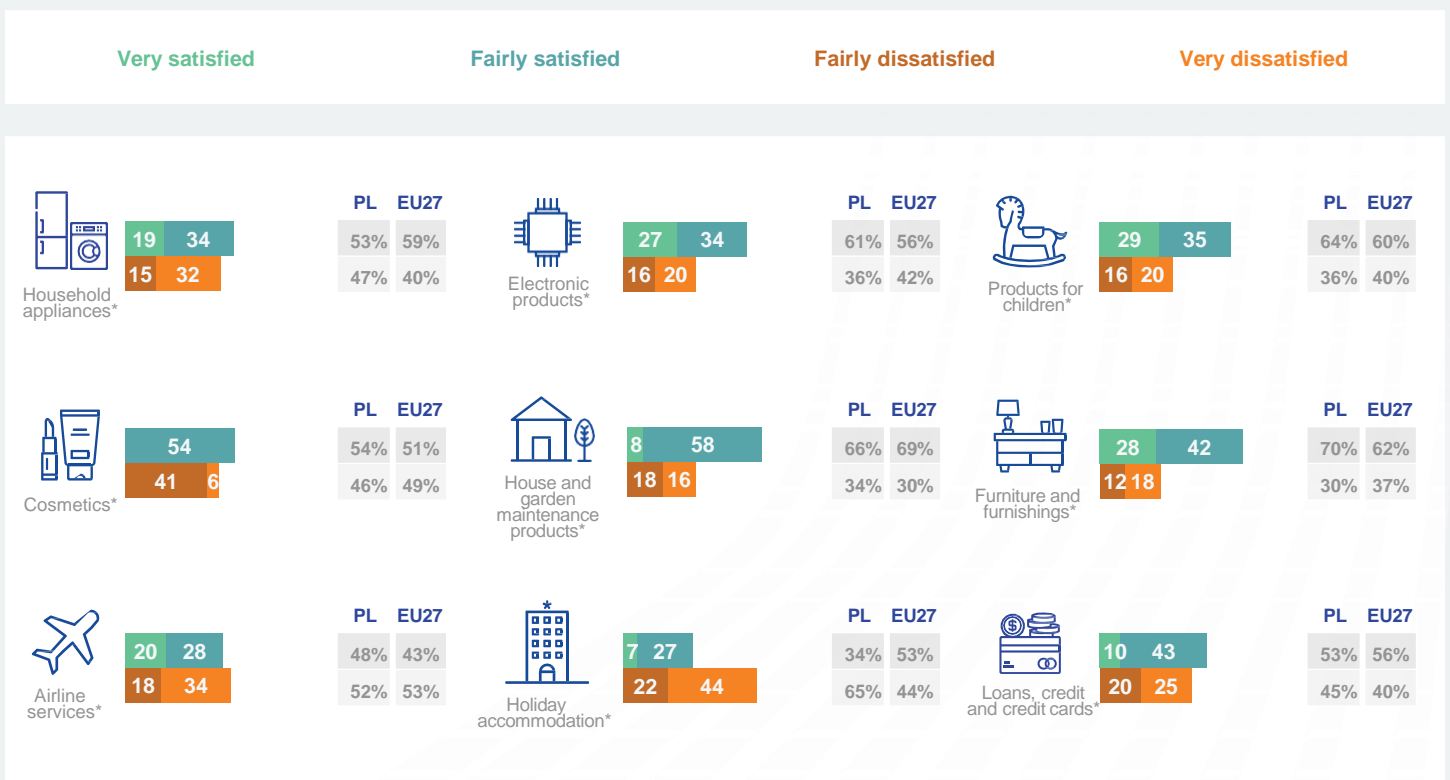 Very satisfied
Fairly satisfied
Fairly dissatisfied
Very dissatisfied
Household
appliances*
19 34
15 32
PL EU27
53% 59%
47% 40%
Electronic
products*
27 34
16 20
PL EU27
61% 56%
36% 42%
Products for
children*
29 35
16 20
PL EU27
64% 60%
36% 40%
Cosmetics*
54
41 6
PL EU27
54% 51%
46% 49%
House and
garden
maintenance
products*
8 58
18 16
PL EU27
66% 69%
34% 30%
Furniture and
furnishings*
28 42
12 18
PL EU27
70% 62%
30% 37%
Airline
services*
20 28
18 34
PL EU27
48% 43%
52% 53%
*
Holiday
accommodation*
7 27
22 44
PL EU27
34% 53%
65% 44%
$
Loans, credit
and credit cards*
10 43
20 25
PL EU27
53% 56%
45% 40%